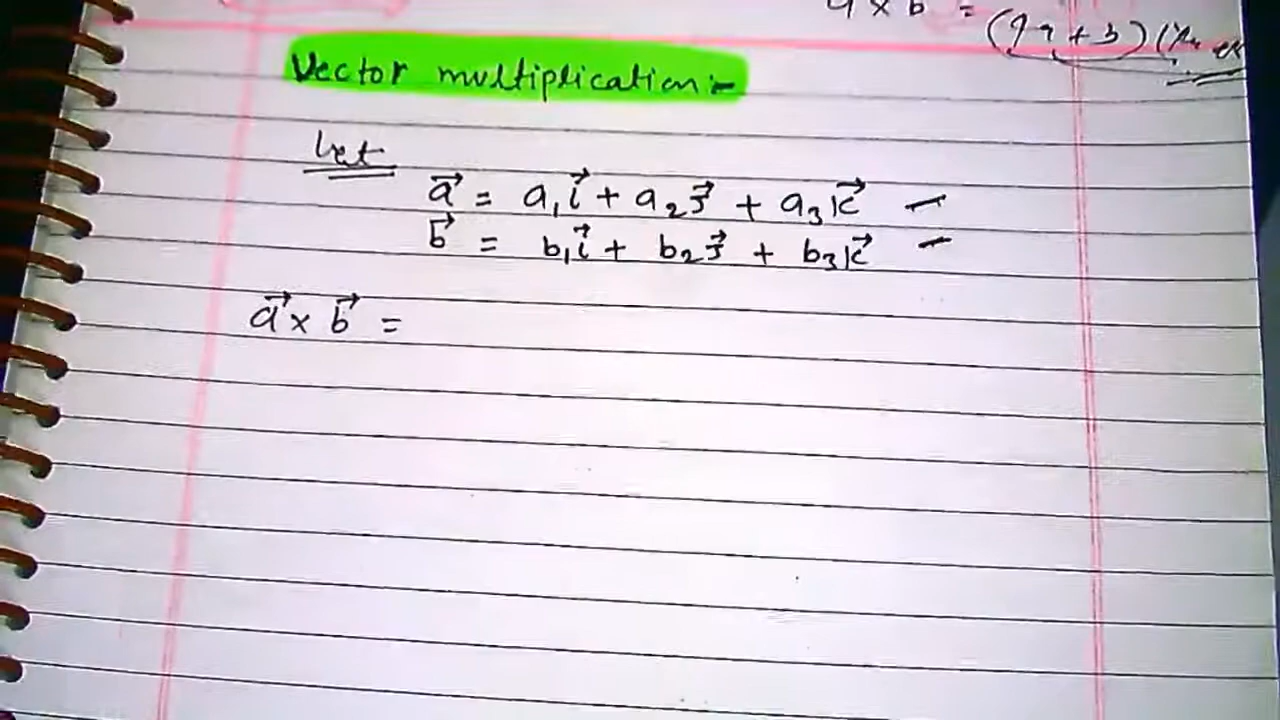 a × b =
Vector multiplication :-
Let
a⃗ = a₁i⃗ + a₂j⃗ + a₃k⃗ –
b⃗ = b₁i⃗ + b₂j⃗ + b₃k⃗ –
a⃗ × b⃗ =